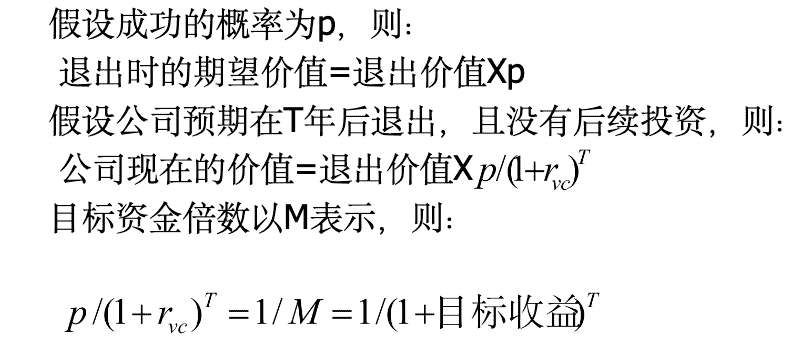 假设成功的概率为p，则：
退出时的期望价值=退出价值Xp
假设公司预期在T年后退出，且没有后续投资，则：
公司现在的价值=退出价值X p/(1+r_vc)^T
目标资金倍数以M表示，则：
p/(1+r_vc)^T=1/M=1/(1+目标收益)^T